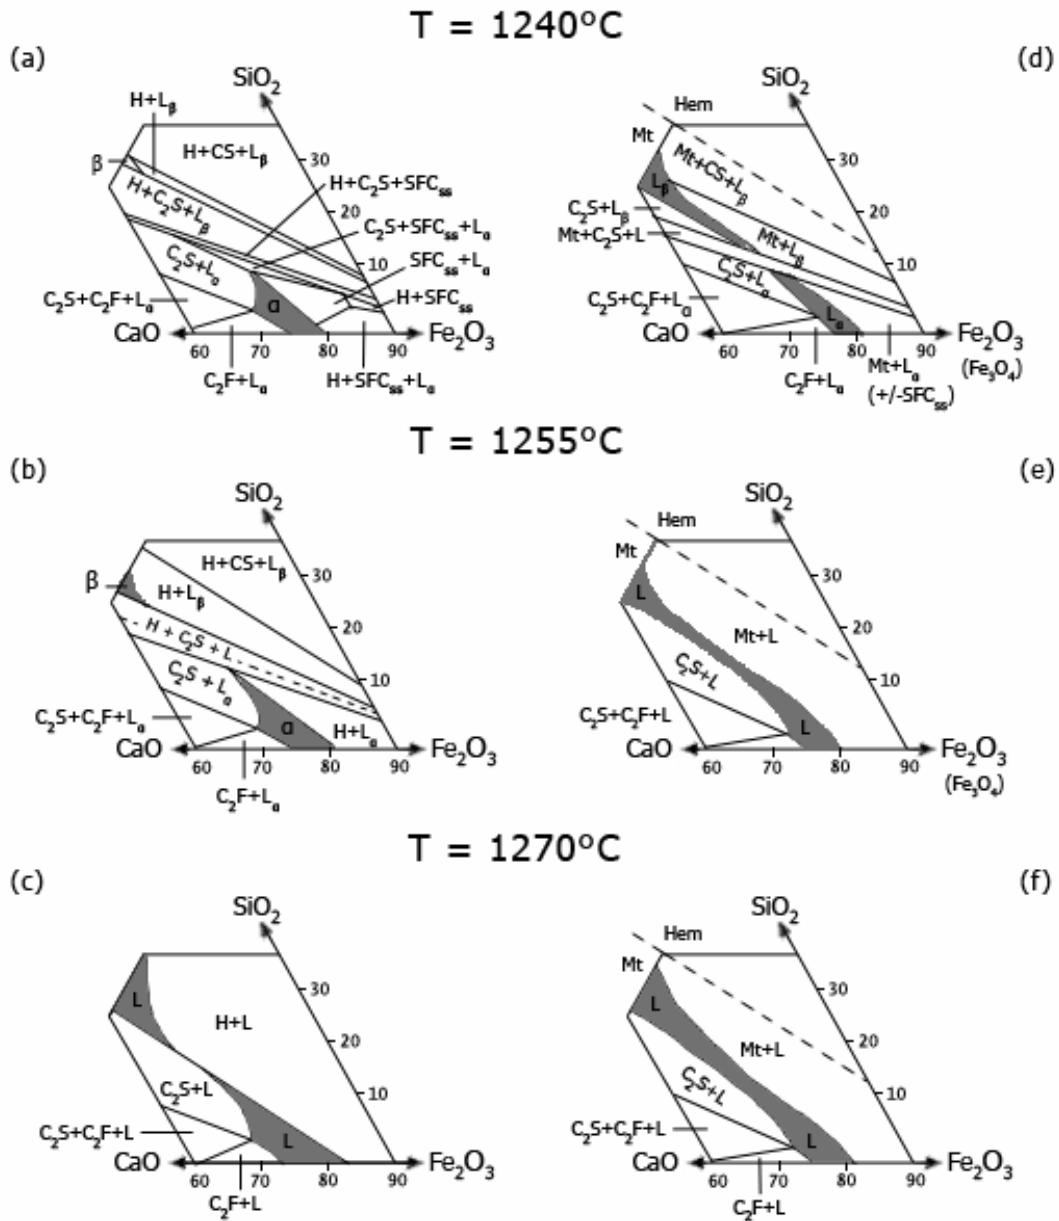 T = 1240°C
(a)
SiO₂
H+Lβ
H+CS+Lβ
30
β
H+C₂S+SFCss
H+C₂S+Lβ
20
C₂S+SFCss+Lα
C₂S+Lα
10
SFCss+Lα
C₂S+C₂F+Lα
α
H+SFCss
CaO
60 70 80 90
Fe₂O₃
C₂F+Lα
H+SFCss+Lα
(d)
SiO₂
Hem
Mt
30
Mt+CS+Lβ
Lβ
C₂S+Lβ
20
Mt+C₂S+L
Mt+Lβ
10
C₂S+Lα
C₂S+C₂F+Lα
Lα
CaO
60 70 80 90
Fe₂O₃
(Fe₃O₄)
C₂F+Lα
Mt+Lα
(+/-SFCss)
T = 1255°C
(b)
SiO₂
H+CS+Lβ
30
β
H+Lβ
20
H + C₂S + L
C₂S + Lα
10
C₂S+C₂F+Lα
α
H+Lα
CaO
60 70 80 90
Fe₂O₃
C₂F+Lα
(e)
SiO₂
Hem
Mt
30
L
20
Mt+L
C₂S+L
10
C₂S+C₂F+L
L
CaO
60 70 80 90
Fe₂O₃
(Fe₃O₄)
T = 1270°C
(c)
SiO₂
30
L
H+L
20
C₂S+L
10
C₂S+C₂F+L
L
CaO
60 70 80 90
Fe₂O₃
C₂F+L
(f)
SiO₂
Hem
Mt
30
L
20
Mt+L
C₂S+L
10
C₂S+C₂F+L
L
CaO
60 70 80 90
Fe₂O₃
C₂F+L